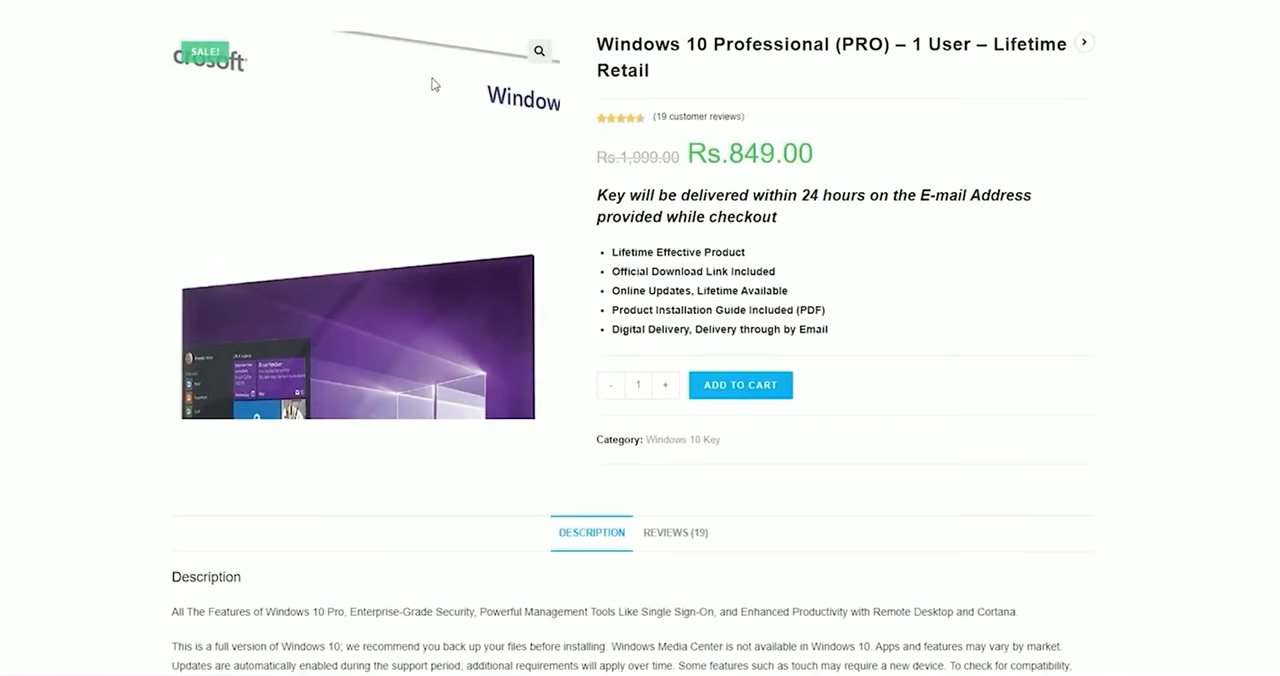 SALE!
crosoft
Window
Windows 10 Professional (PRO) – 1 User – Lifetime
Retail
(19 customer reviews)
Rs.1,999.00 Rs.849.00
Key will be delivered within 24 hours on the E-mail Address
provided while checkout
Lifetime Effective Product
Official Download Link Included
Online Updates, Lifetime Available
Product Installation Guide Included (PDF)
Digital Delivery, Delivery through by Email
- 1 + ADD TO CART
Category: Windows 10 Key
DESCRIPTION REVIEWS (19)
Description
All The Features of Windows 10 Pro, Enterprise-Grade Security, Powerful Management Tools Like Single Sign-On, and Enhanced Productivity with Remote Desktop and Cortana.
This is a full version of Windows 10; we recommend you back up your files before installing. Windows Media Center is not available in Windows 10. Apps and features may vary by market.
Updates are automatically enabled during the support period; additional requirements will apply over time. Some features such as touch may require a new device. To check for compatibility,